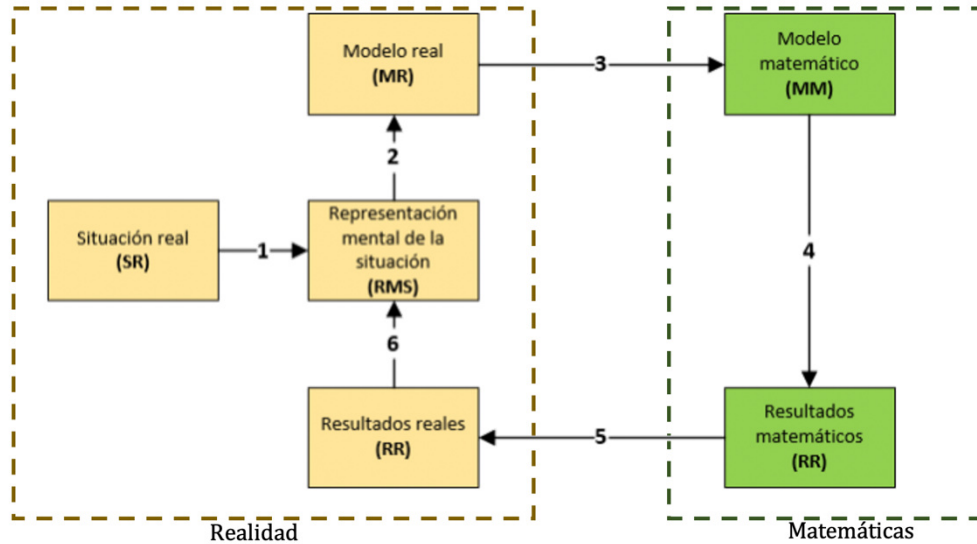 Modelo real
(MR)
3
Modelo
matemático
(MM)
2
Situación real
(SR)
1
Representación
mental de la
situación
(RMS)
4
6
Resultados reales
(RR)
5
Resultados
matemáticos
(RR)
Realidad
Matemáticas